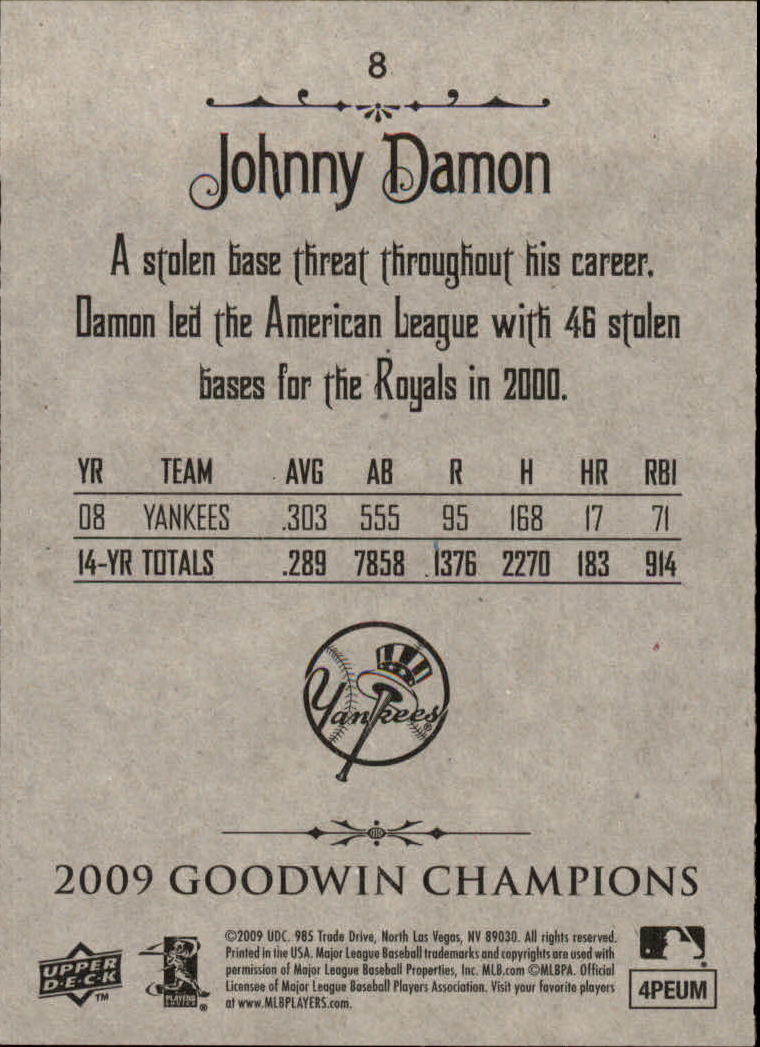 8
Johnny Damon
A stolen base threat throughout his career.
Damon led the American League with 46 stolen
bases for the Royals in 2000.
YR TEAM AVG AB R H HR RBI
08 YANKEES .303 555 95 168 17 71
14-YR TOTALS .289 7858 1376 2270 183 914
Yankees®
2009 GOODWIN CHAMPIONS
©2009 UDC. 985 Trade Drive, North Las Vegas, NV 89030. All rights reserved.
Printed in the USA. Major League Baseball trademarks and copyrights are used with
permission of Major League Baseball Properties, Inc. MLB.com ©MLBPA. Official
Licensee of Major League Baseball Players Association. Visit your favorite players
at www.MLBPLAYERS.com.
UPPER
DECK™
PLAYERS
®
4PEUM